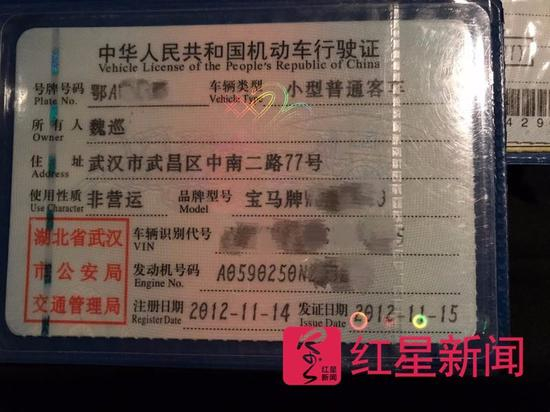 中华人民共和国机动车行驶证
Vehicle License of the People's Republic of China
号牌号码 鄂A 车辆类型 小型普通客车
Plate No. Vehicle Type
所有人 魏巡
Owner
住址 武汉市武昌区中南二路77号
Address
使用性质 非营运 品牌型号 宝马牌
Use Character Model
湖北省武汉
市公安局
交通管理局
车辆识别代号
VIN
发动机号码 A0590250N
Engine No.
注册日期 2012-11-14 发证日期 2012-11-15
Register Date Issue Date
红星新闻
红星新闻
429